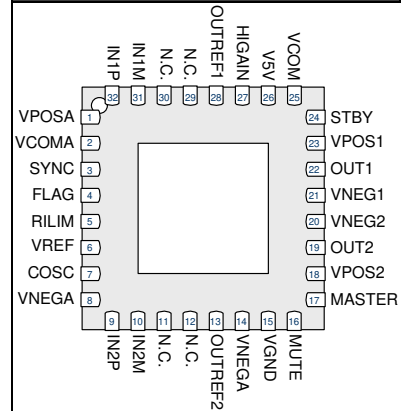 IN1P
IN1M
N.C.
N.C.
OUTREF1
HIGAIN
V5V
VCOM
32 31 30 29 28 27 26 25
VPOSA 1
VCOMA 2
SYNC 3
FLAG 4
RILIM 5
VREF 6
COSC 7
VNEGA 8
24 STBY
23 VPOS1
22 OUT1
21 VNEG1
20 VNEG2
19 OUT2
18 VPOS2
17 MASTER
9 10 11 12 13 14 15 16
IN2P
IN2M
N.C.
N.C.
OUTREF2
VNEGA
VGND
MUTE